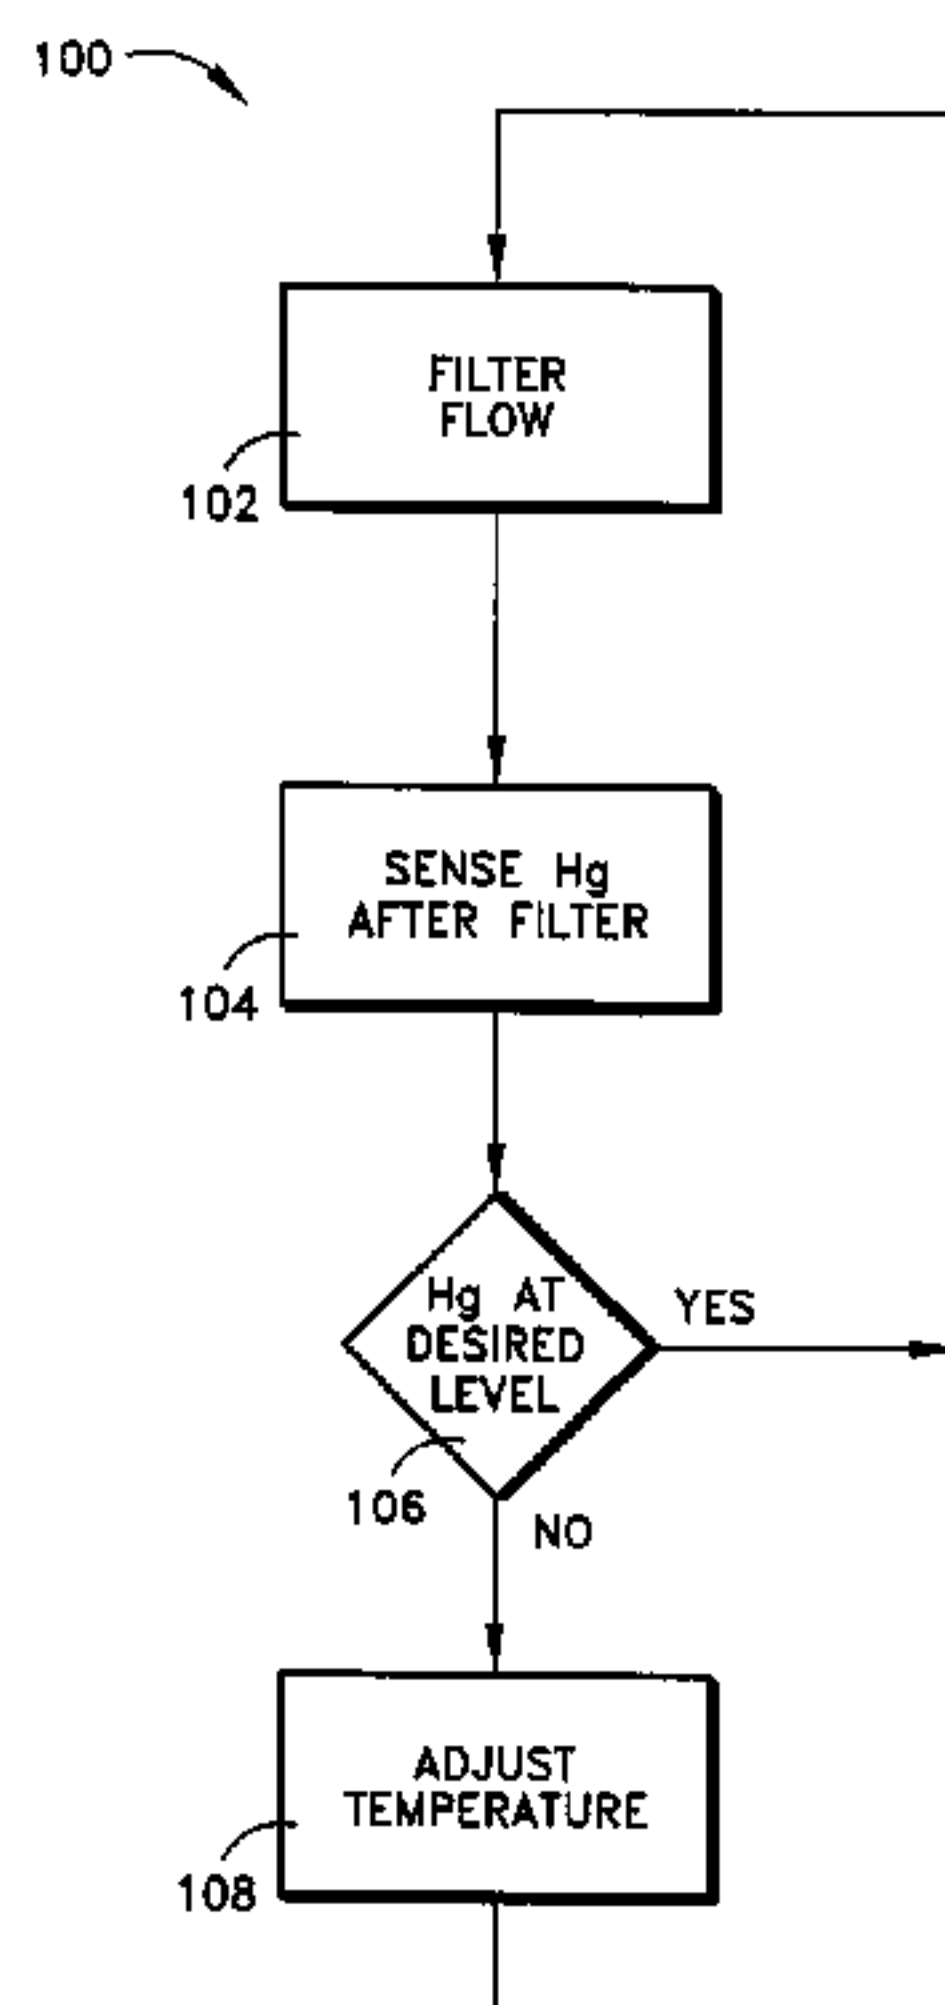 100
FILTER
FLOW
102
SENSE Hg
AFTER FILTER
104
Hg AT
DESIRED
LEVEL
YES
106
NO
ADJUST
TEMPERATURE
108